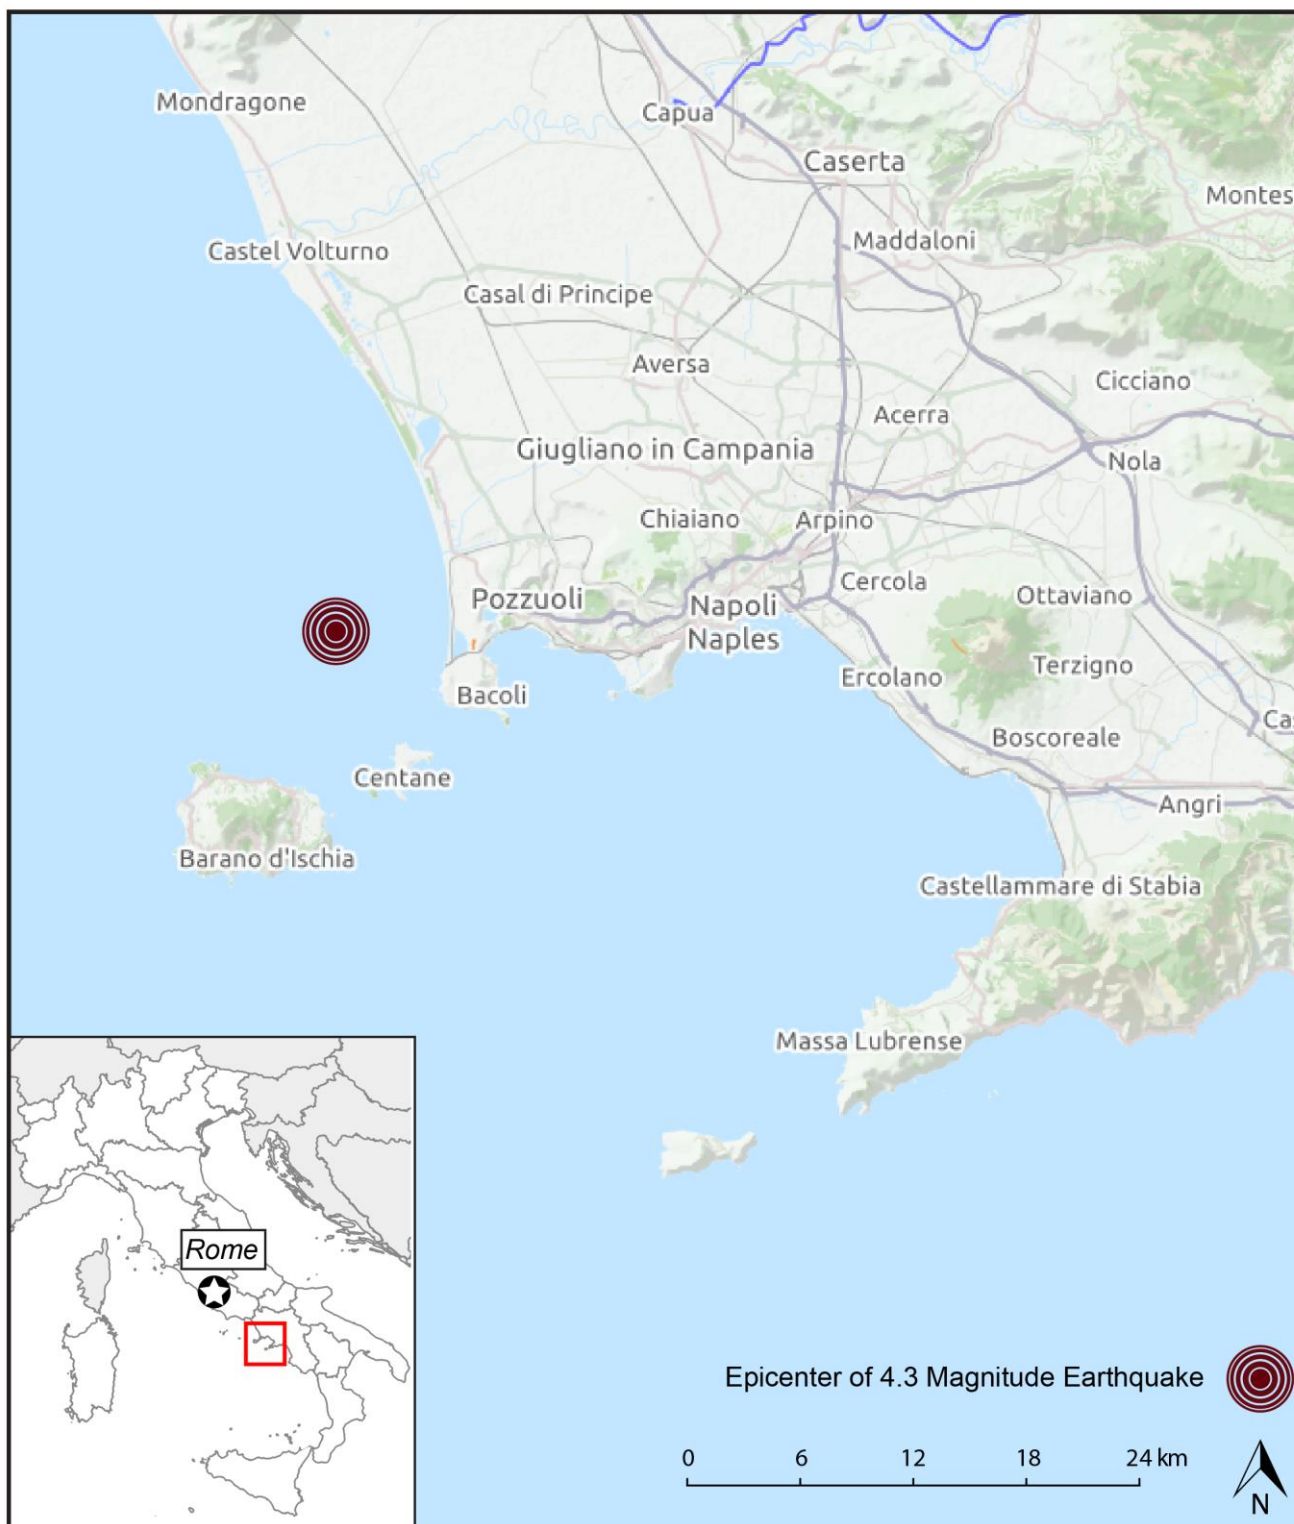 Mondragone
Capua
Caserta
Montes
Maddaloni
Castel Volturno
Casal di Principe
Aversa
Cicciano
Acerra
Giugliano in Campania
Nola
Chiaiano
Arpino
Cercola
Pozzuoli
Ottaviano
Napoli
Naples
Terzigno
Ercolano
Bacoli
Cas
Boscoreale
Centane
Angri
Barano d'Ischia
Castellammare di Stabia
Massa Lubrense
Rome
Epicenter of 4.3 Magnitude Earthquake
0 6 12 18 24 km
N